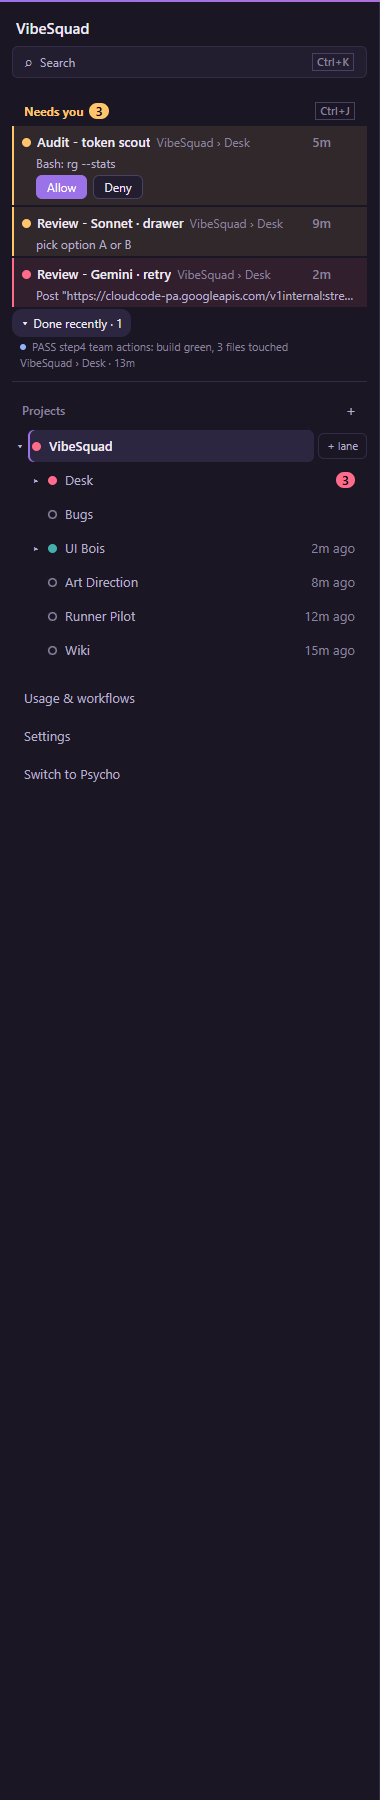 VibeSquad
Search Ctrl+K
Needs you 3 Ctrl+J
Audit - token scout VibeSquad › Desk 5m
Bash: rg --stats
Allow Deny
Review - Sonnet · drawer VibeSquad › Desk 9m
pick option A or B
Review - Gemini · retry VibeSquad › Desk 2m
Post "https://cloudcode-pa.googleapis.com/v1internal:stre...
Done recently · 1
PASS step4 team actions: build green, 3 files touched
VibeSquad › Desk · 13m
Projects +
VibeSquad + lane
Desk 3
Bugs
UI Bois 2m ago
Art Direction 8m ago
Runner Pilot 12m ago
Wiki 15m ago
Usage & workflows
Settings
Switch to Psycho